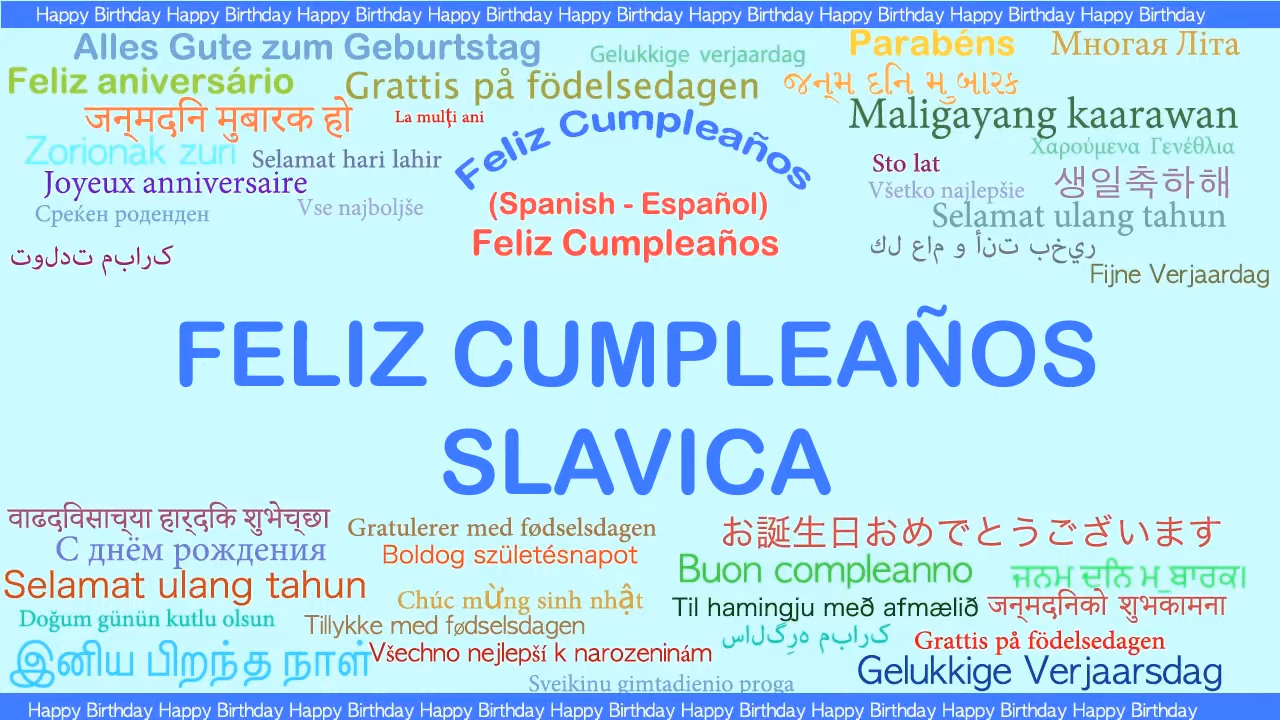 Happy Birthday Happy Birthday Happy Birthday Happy Birthday Happy Birthday Happy Birthday Happy Birthday Happy Birthday Happy Birthday
Alles Gute zum Geburtstag
Gelukkige verjaardag
Parabéns
Многая Літа
Feliz aniversário
Grattis på födelsedagen
જન્મ દનિ મુબારક
जन्मदनि मुबारक हो
La mulţi ani
Feliz Cumpleaños
Maligayang kaarawan
Zorionak zuri
Selamat hari lahir
Χαρούμενα Γενέθλια
Sto lat
Joyeux anniversaire
(Spanish - Español)
Všetko najlepšie
생일축하해
Среќен роденден
Vse najboljše
Selamat ulang tahun
Feliz Cumpleaños
تولدت مبارک
كل عام و أنت بخير
Fijne Verjaardag
FELIZ CUMPLEAÑOS
SLAVICA
वाढदविसाच्या हार्दकि शुभेच्छा
Gratulerer med fødselsdagen
お誕生日おめでとうございます
С днём рождения
Boldog születésnapot
Buon compleanno
ਜਨਮ ਦਨਿ ਮੁਬਾਰਕ।
Selamat ulang tahun
Chúc mừng sinh nhật
Til hamingju með afmælið
जन्मदनिको शुभकामना
Doğum günün kutlu olsun
Tillykke med fødselsdagen
سالگرہ مبارک
Grattis på födelsedagen
இனிய பிறந்த நாள்
Všechno nejlepší k narozeninám
Gelukkige Verjaarsdag
Sveikinu gimtadienio proga
Happy Birthday Happy Birthday Happy Birthday Happy Birthday Happy Birthday Happy Birthday Happy Birthday Happy Birthday Happy Birthday